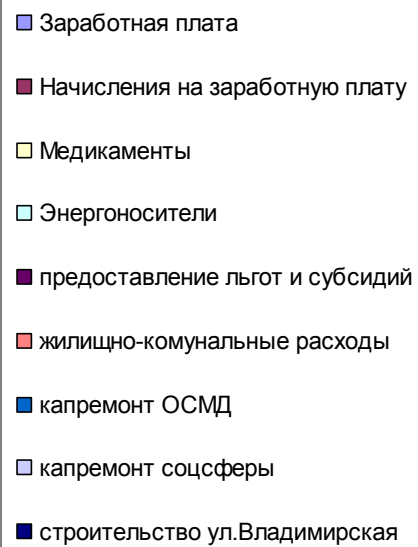 Заработная плата
Начисления на заработную плату
Медикаменты
Энергоносители
предоставление льгот и субсидий
жилищно-комунальные расходы
капремонт ОСМД
капремонт соцсферы
строительство ул.Владимирская